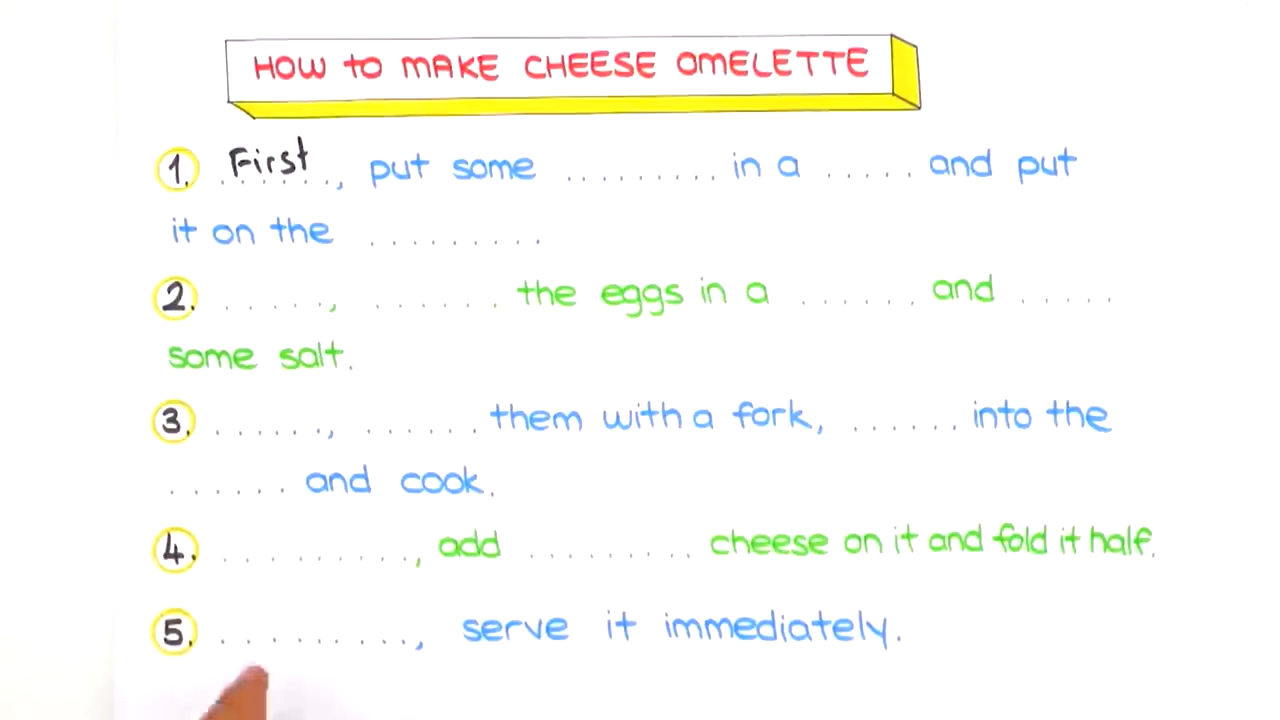 HOW to MAKE CHEESE OMELETTE
1. First, put some ......... in a ..... and put
it on the .........
2. ....., ...... the eggs in a ...... and .....
some salt.
3. ......, ...... them with a fork, ...... into the
...... and cook.
4. ........., add ......... cheese on it and fold it half.
5. ........., serve it immediately.